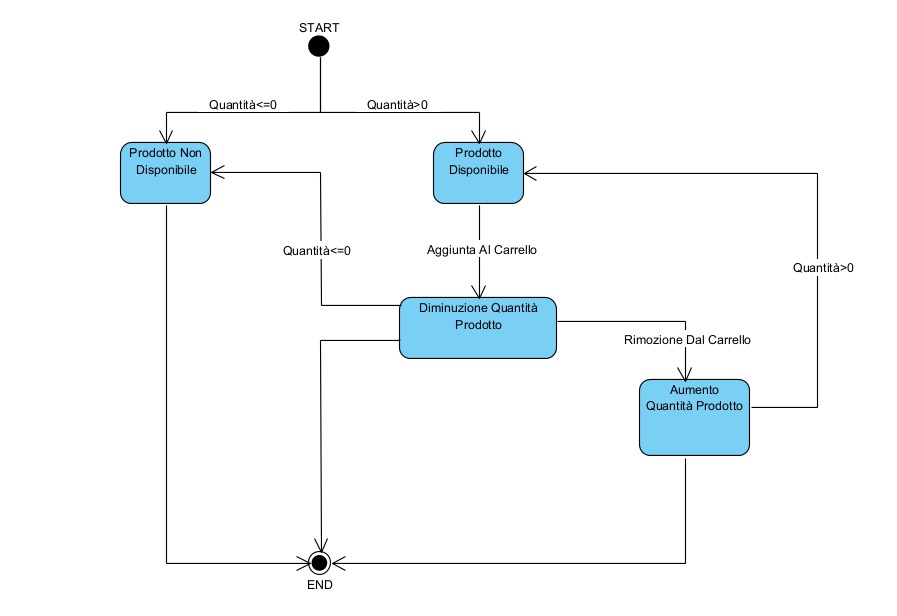 START
Quantità<=0
Quantità>0
Prodotto Non
Disponibile
Prodotto
Disponibile
Quantità<=0
Aggiunta Al Carrello
Quantità>0
Diminuzione Quantità
Prodotto
Rimozione Dal Carrello
Aumento
Quantità Prodotto
END